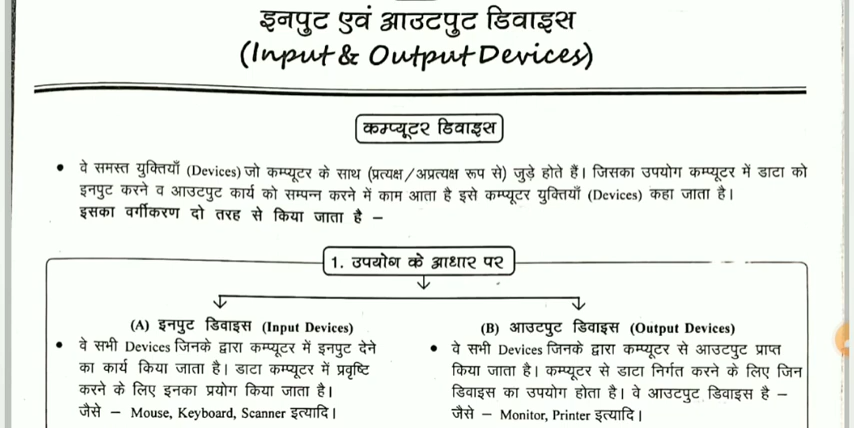 इनपुट एवं आउटपुट डिवाइस
(Input & Output Devices)
कम्प्यूटर डिवाइस
• वे समस्त युक्तियाँ (Devices) जो कम्प्यूटर के साथ (प्रत्यक्ष/अप्रत्यक्ष रूप से) जुड़े होते हैं। जिसका उपयोग कम्प्यूटर में डाटा को
इनपुट करने व आउटपुट कार्य को सम्पन्न करने में काम आता है इसे कम्प्यूटर युक्तियाँ (Devices) कहा जाता है।
इसका वर्गीकरण दो तरह से किया जाता है –
1. उपयोग के आधार पर
(A) इनपुट डिवाइस (Input Devices)
• वे सभी Devices जिनके द्वारा कम्प्यूटर में इनपुट देने
का कार्य किया जाता है। डाटा कम्प्यूटर में प्रवृष्टि
करने के लिए इनका प्रयोग किया जाता है।
जैसे – Mouse, Keyboard, Scanner इत्यादि।
(B) आउटपुट डिवाइस (Output Devices)
• वे सभी Devices जिनके द्वारा कम्प्यूटर से आउटपुट प्राप्त
किया जाता है। कम्प्यूटर से डाटा निर्गत करने के लिए जिन
डिवाइस का उपयोग होता है। वे आउटपुट डिवाइस है –
जैसे – Monitor, Printer इत्यादि।